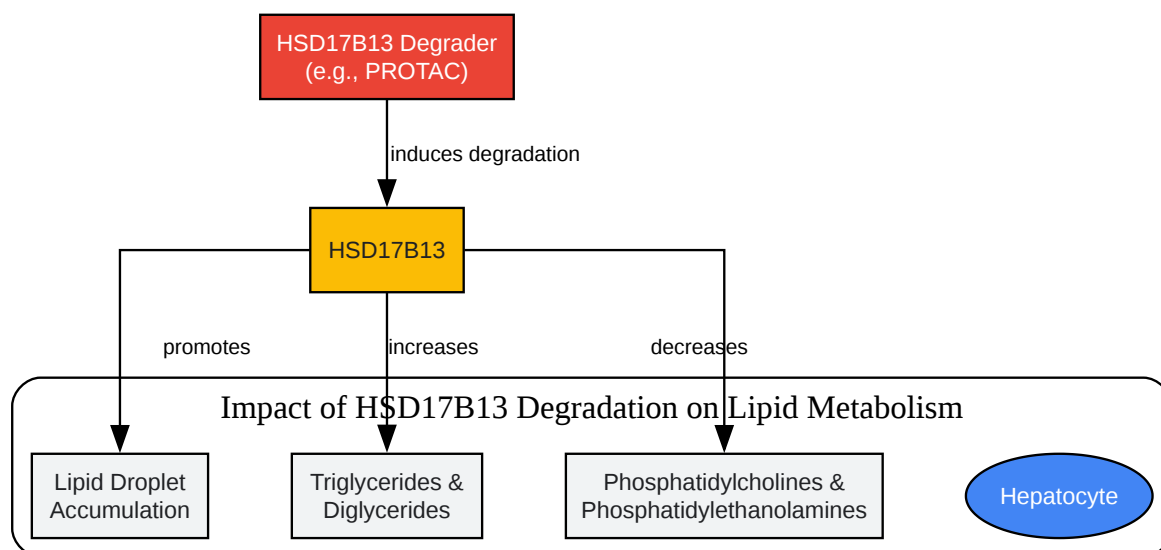 HSD17B13 Degrader
(e.g., PROTAC)
induces degradation
HSD17B13
promotes
increases
decreases
Impact of HSD17B13 Degradation on Lipid Metabolism
Lipid Droplet
Accumulation
Triglycerides &
Diglycerides
Phosphatidylcholines &
Phosphatidylethanolamines
Hepatocyte